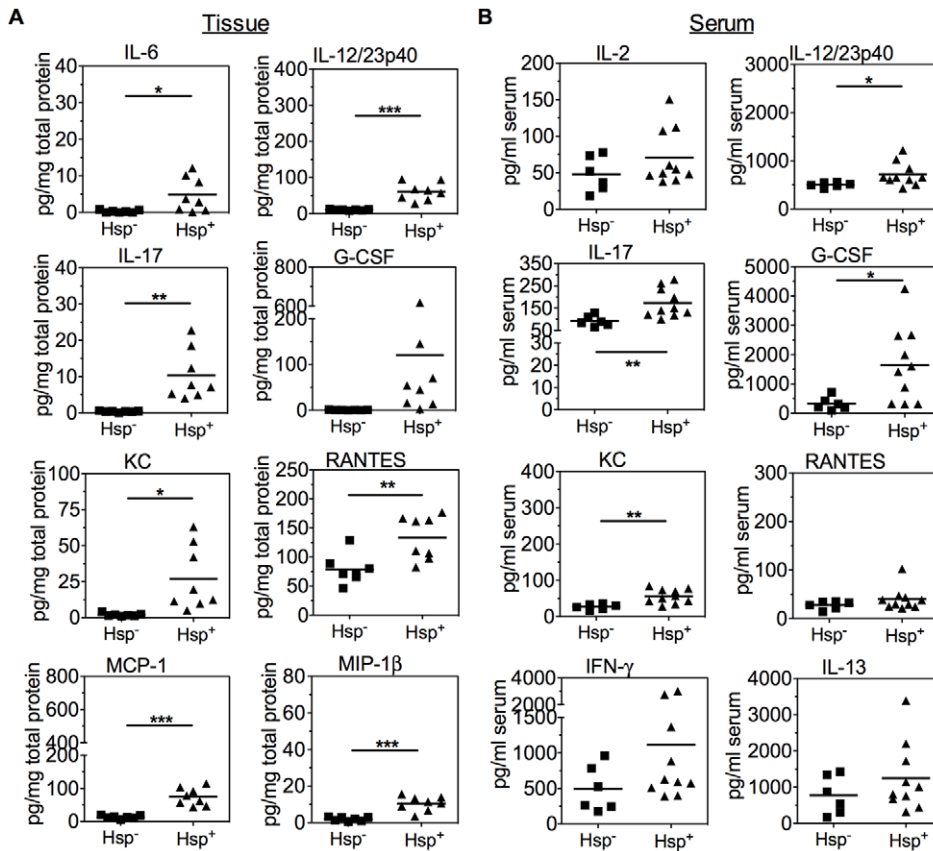 A Tissue B Serum
IL-6 IL-12/23p40 IL-2 IL-12/23p40
pg/mg total protein 40 30 20 10 0 * Hsp⁻ Hsp⁺
pg/mg total protein 400 300 200 100 0 *** Hsp⁻ Hsp⁺
pg/ml serum 200 150 100 50 0 Hsp⁻ Hsp⁺
pg/ml serum 3000 2000 1000 0 * Hsp⁻ Hsp⁺
IL-17 G-CSF IL-17 G-CSF
pg/mg total protein 40 30 20 10 0 ** Hsp⁻ Hsp⁺
pg/mg total protein 800 600 200 100 0 Hsp⁻ Hsp⁺
pg/ml serum 350 250 150 50 30 20 10 0 ** Hsp⁻ Hsp⁺
pg/ml serum 5000 4000 3000 2000 1000 0 * Hsp⁻ Hsp⁺
KC RANTES KC RANTES
pg/mg total protein 100 75 50 25 0 * Hsp⁻ Hsp⁺
pg/mg total protein 250 200 150 100 50 0 ** Hsp⁻ Hsp⁺
pg/ml serum 400 300 200 100 0 ** Hsp⁻ Hsp⁺
pg/ml serum 300 200 100 0 Hsp⁻ Hsp⁺
MCP-1 MIP-1β IFN-γ IL-13
pg/mg total protein 800 600 400 200 100 0 *** Hsp⁻ Hsp⁺
pg/mg total protein 80 60 40 20 10 0 *** Hsp⁻ Hsp⁺
pg/ml serum 4000 3000 2000 1500 1000 500 0 Hsp⁻ Hsp⁺
pg/ml serum 4000 3000 2000 1000 0 Hsp⁻ Hsp⁺